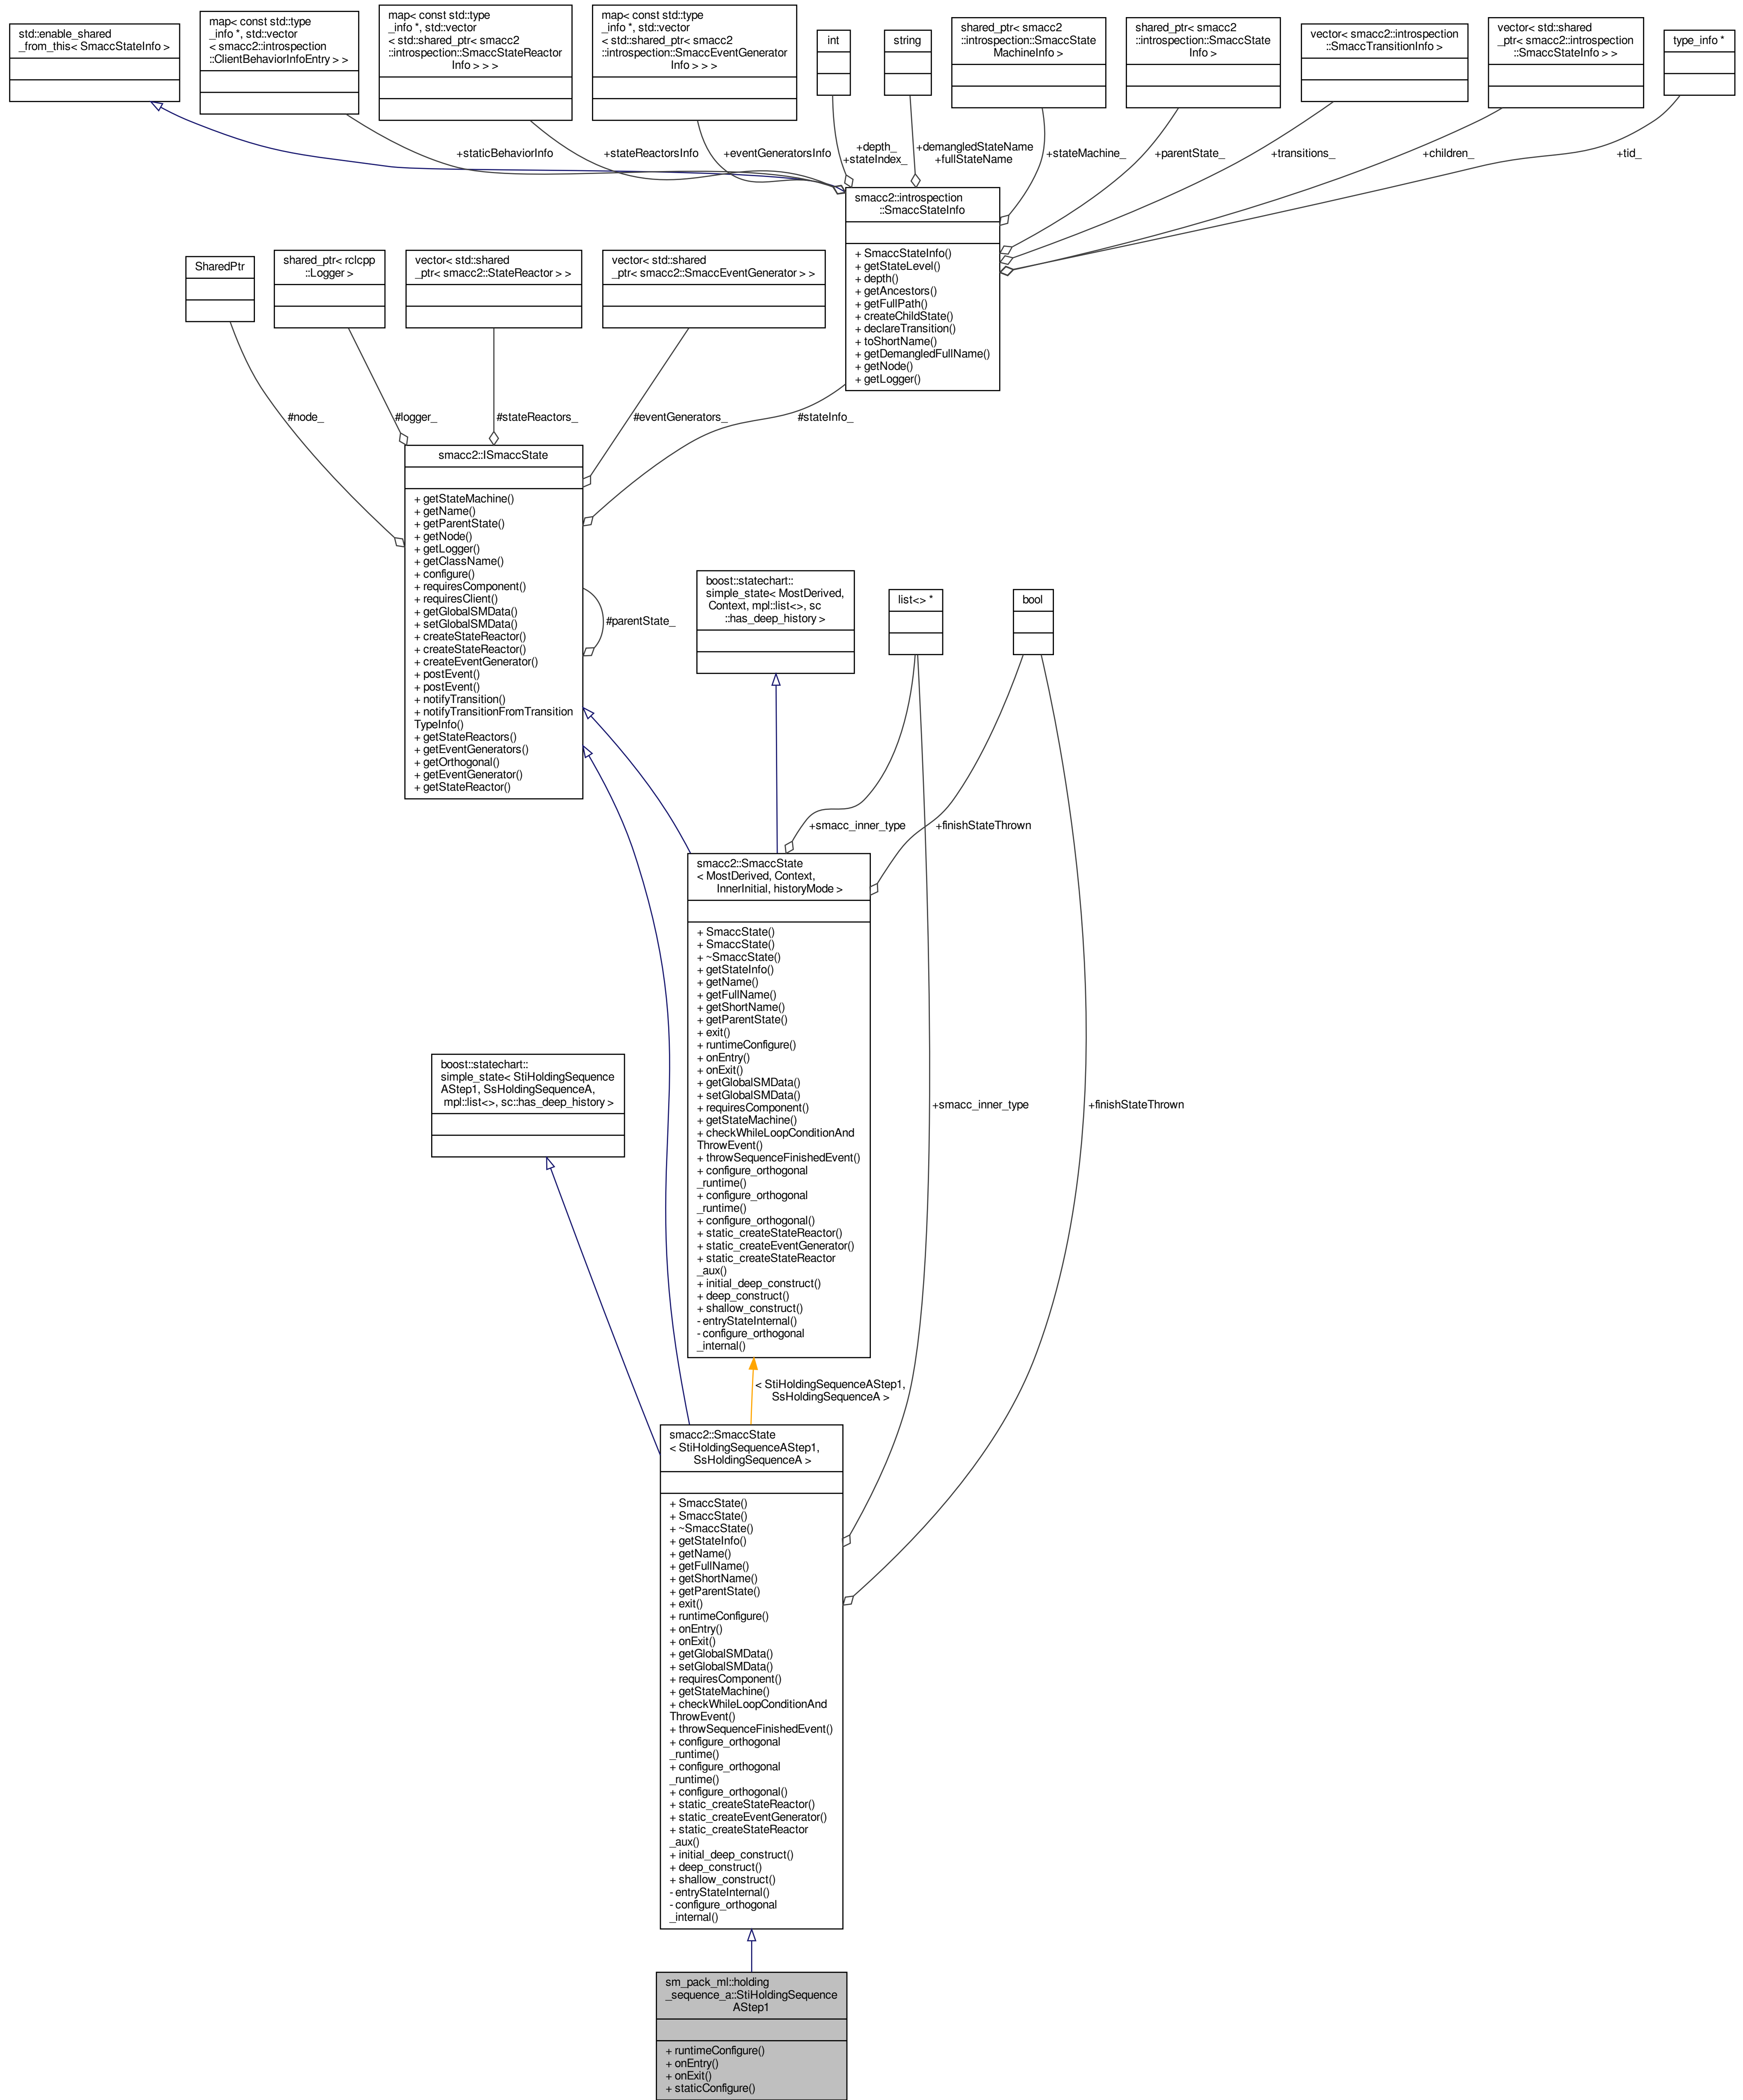 std::enable_shared
_from_this< SmaccStateInfo >
map< const std::type
_info *, std::vector
< smacc2::introspection
::ClientBehaviorInfoEntry > >
map< const std::type
_info *, std::vector
< std::shared_ptr< smacc2
::introspection::SmaccStateReactor
Info > > >
map< const std::type
_info *, std::vector
< std::shared_ptr< smacc2
::introspection::SmaccEventGenerator
Info > > >
int
string
shared_ptr< smacc2
::introspection::SmaccState
MachineInfo >
shared_ptr< smacc2
::introspection::SmaccState
Info >
vector< smacc2::introspection
::SmaccTransitionInfo >
vector< std::shared
_ptr< smacc2::introspection
::SmaccStateInfo > >
type_info *
+staticBehaviorInfo
+stateReactorsInfo
+eventGeneratorsInfo
+depth_
+stateIndex_
+demangledStateName
+fullStateName
+stateMachine_
+parentState_
+transitions_
+children_
+tid_
smacc2::introspection
::SmaccStateInfo
+ SmaccStateInfo()
+ getStateLevel()
+ depth()
+ getAncestors()
+ getFullPath()
+ createChildState()
+ declareTransition()
+ toShortName()
+ getDemangledFullName()
+ getNode()
+ getLogger()
SharedPtr
shared_ptr< rclcpp
::Logger >
vector< std::shared
_ptr< smacc2::StateReactor > >
vector< std::shared
_ptr< smacc2::SmaccEventGenerator > >
#node_
#logger_
#stateReactors_
#eventGenerators_
#stateInfo_
smacc2::ISmaccState
+ getStateMachine()
+ getName()
+ getParentState()
+ getNode()
+ getLogger()
+ getClassName()
+ configure()
+ requiresComponent()
+ requiresClient()
+ getGlobalSMData()
+ setGlobalSMData()
+ createStateReactor()
+ createStateReactor()
+ createEventGenerator()
+ postEvent()
+ postEvent()
+ notifyTransition()
+ notifyTransitionFromTransition
TypeInfo()
+ getStateReactors()
+ getEventGenerators()
+ getOrthogonal()
+ getEventGenerator()
+ getStateReactor()
#parentState_
boost::statechart::
simple_state< MostDerived,
Context, mpl::list<>, sc
::has_deep_history >
list<> *
bool
+smacc_inner_type
+finishStateThrown
smacc2::SmaccState
< MostDerived, Context,
InnerInitial, historyMode >
+ SmaccState()
+ SmaccState()
+ ~SmaccState()
+ getStateInfo()
+ getName()
+ getFullName()
+ getShortName()
+ getParentState()
+ exit()
+ runtimeConfigure()
+ onEntry()
+ onExit()
+ getGlobalSMData()
+ setGlobalSMData()
+ requiresComponent()
+ getStateMachine()
+ checkWhileLoopConditionAnd
ThrowEvent()
+ throwSequenceFinishedEvent()
+ configure_orthogonal
_runtime()
+ configure_orthogonal
_runtime()
+ configure_orthogonal()
+ static_createStateReactor()
+ static_createEventGenerator()
+ static_createStateReactor
_aux()
+ initial_deep_construct()
+ deep_construct()
+ shallow_construct()
- entryStateInternal()
- configure_orthogonal
_internal()
boost::statechart::
simple_state< StiHoldingSequence
AStep1, SsHoldingSequenceA,
mpl::list<>, sc::has_deep_history >
+smacc_inner_type
+finishStateThrown
< StiHoldingSequenceAStep1,
SsHoldingSequenceA >
smacc2::SmaccState
< StiHoldingSequenceAStep1,
SsHoldingSequenceA >
+ SmaccState()
+ SmaccState()
+ ~SmaccState()
+ getStateInfo()
+ getName()
+ getFullName()
+ getShortName()
+ getParentState()
+ exit()
+ runtimeConfigure()
+ onEntry()
+ onExit()
+ getGlobalSMData()
+ setGlobalSMData()
+ requiresComponent()
+ getStateMachine()
+ checkWhileLoopConditionAnd
ThrowEvent()
+ throwSequenceFinishedEvent()
+ configure_orthogonal
_runtime()
+ configure_orthogonal
_runtime()
+ configure_orthogonal()
+ static_createStateReactor()
+ static_createEventGenerator()
+ static_createStateReactor
_aux()
+ initial_deep_construct()
+ deep_construct()
+ shallow_construct()
- entryStateInternal()
- configure_orthogonal
_internal()
sm_pack_ml::holding
_sequence_a::StiHoldingSequence
AStep1
+ runtimeConfigure()
+ onEntry()
+ onExit()
+ staticConfigure()